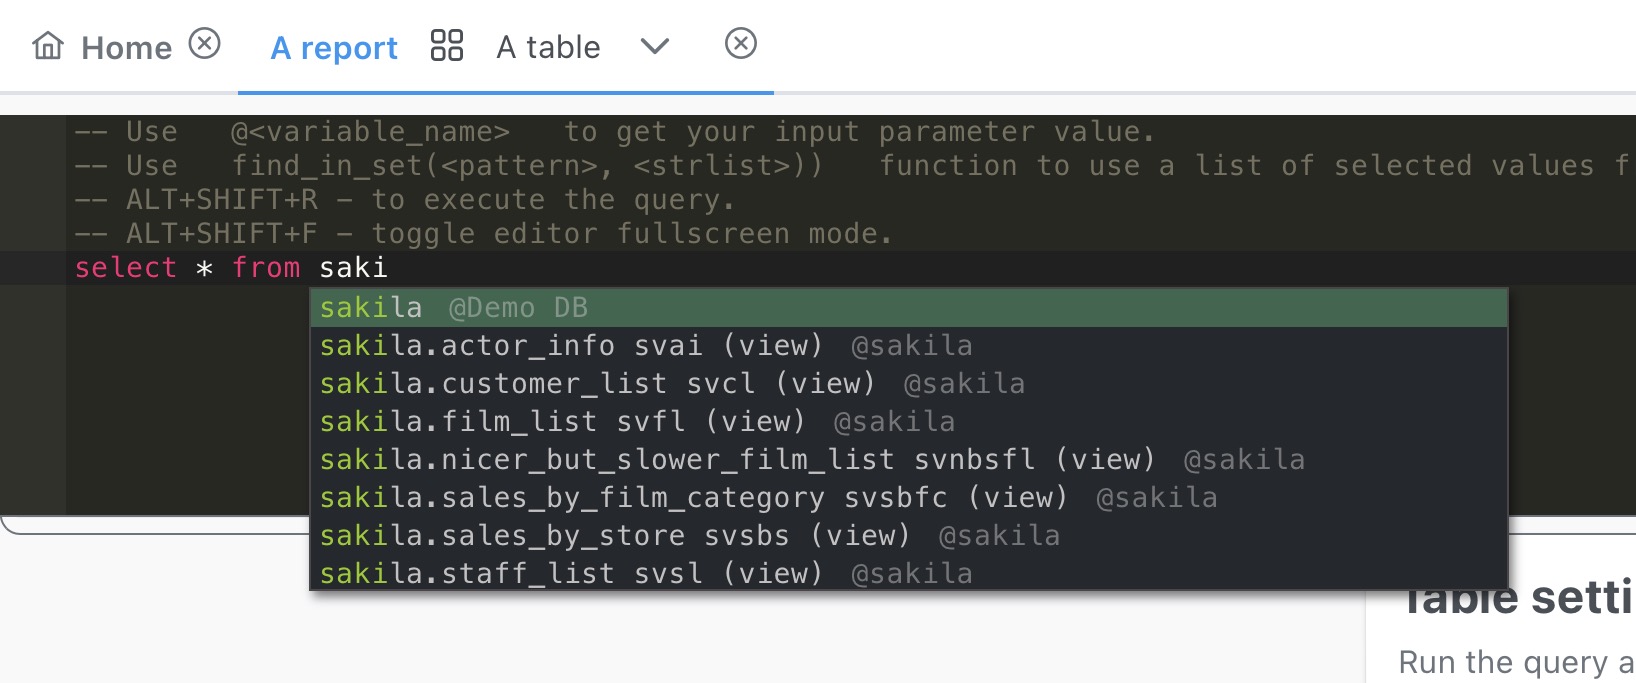 Home A report A table
-- Use   @<variable_name>   to get your input parameter value.
-- Use   find_in_set(<pattern>, <strlist>))   function to use a list of selected values f
-- ALT+SHIFT+R - to execute the query.
-- ALT+SHIFT+F - toggle editor fullscreen mode.
select * from saki
sakila @Demo DB
sakila.actor_info svai (view) @sakila
sakila.customer_list svcl (view) @sakila
sakila.film_list svfl (view) @sakila
sakila.nicer_but_slower_film_list svnbsfl (view) @sakila
sakila.sales_by_film_category svsbfc (view) @sakila
sakila.sales_by_store svsbs (view) @sakila
sakila.staff_list svsl (view) @sakila
Table setti
Run the query a